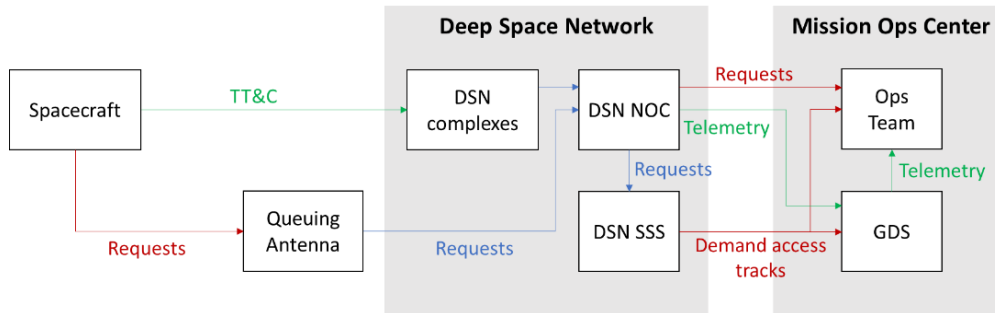 Deep Space Network
Mission Ops Center
Spacecraft
TT&C
DSN
complexes
DSN NOC
Requests
Telemetry
Ops
Team
Requests
Telemetry
Queuing
Antenna
Requests
Requests
DSN SSS
Demand access
tracks
GDS